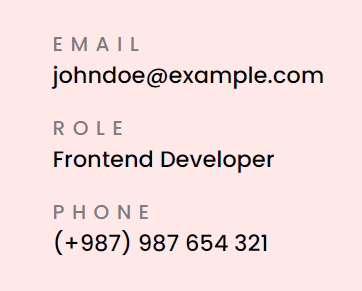 EMAIL
johndoe@example.com
ROLE
Frontend Developer
PHONE
(+987) 987 654 321